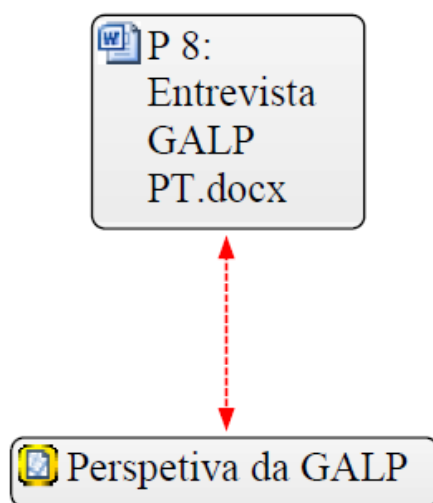 P 8:
Entrevista
GALP
PT.docx
Perspetiva da GALP